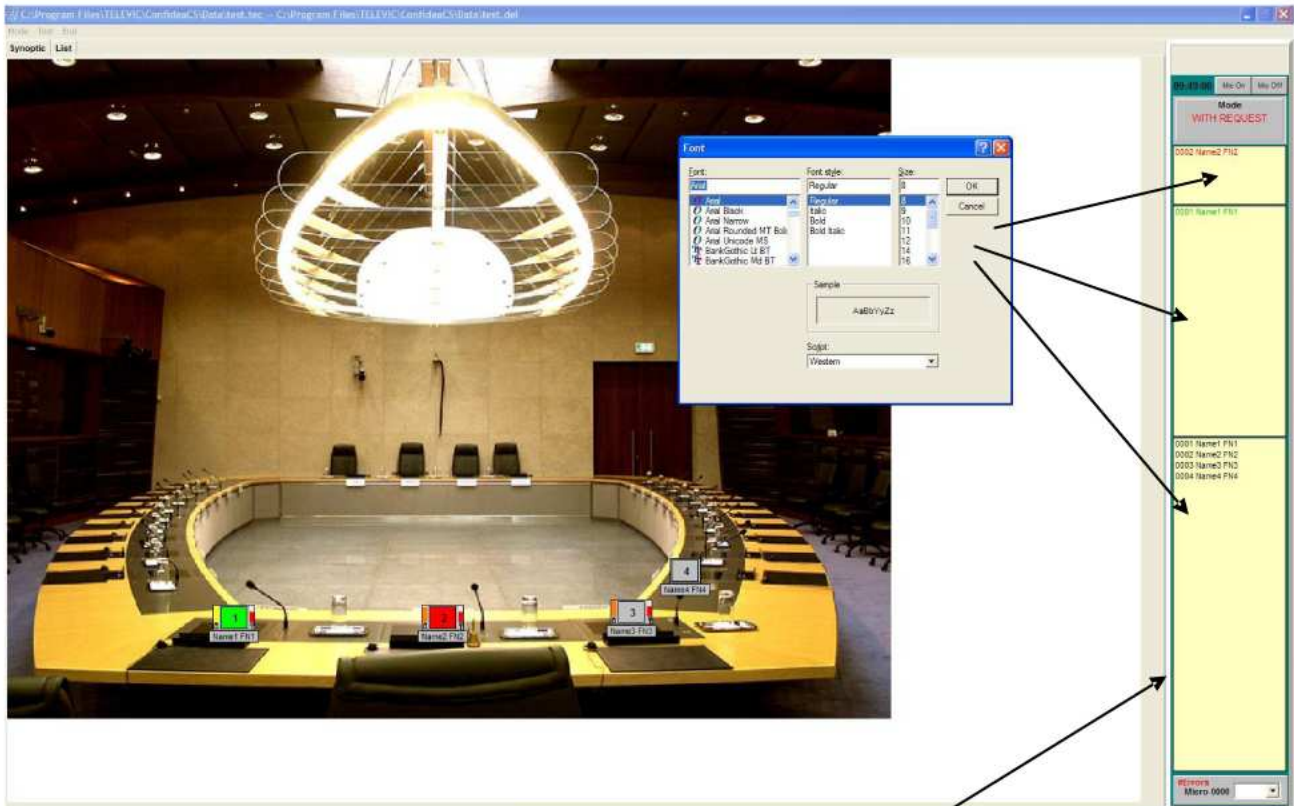 C:\Program Files\TELEVIC\ConfideaCS\Data\test.tec -- C:\Program Files\TELEVIC\ConfideaCS\Data\test.del
Mode Tool
Synoptic List
Mic On Mic Off
Mode
WITH REQUEST
0002 Name2 FN2
0001 Name1 FN1
0001 Name1 FN1
0002 Name2 FN2
0003 Name3 FN3
0004 Name4 FN4
#Errors
Micro 0000
Font
Font: Font style: Size:
Arial Regular 8 OK
Arial Regular 8 Cancel
Arial Black Italic 9
Arial Narrow Bold 10
Arial Rounded MT Bold Italic 11
Arial Unicode MS 12
BankGothic Lt BT 14
BankGothic Md BT 16
Sample
AaBbYyZz
Script:
Western
4
Name4 FN4
1 2 3
Name1 FN1 Name2 FN2 Name3 FN3